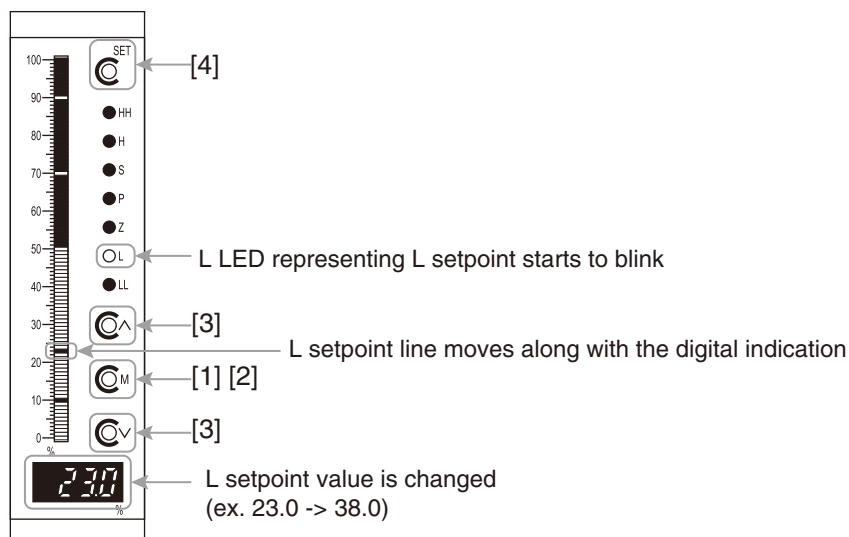 SET
100
[4]
90
HH
80
H
70
S
P
60
Z
50
L
L LED representing L setpoint starts to blink
40
LL
30
[3]
L setpoint line moves along with the digital indication
20
M
[1] [2]
10
[3]
0
%
23.0
L setpoint value is changed
%
(ex. 23.0 -> 38.0)